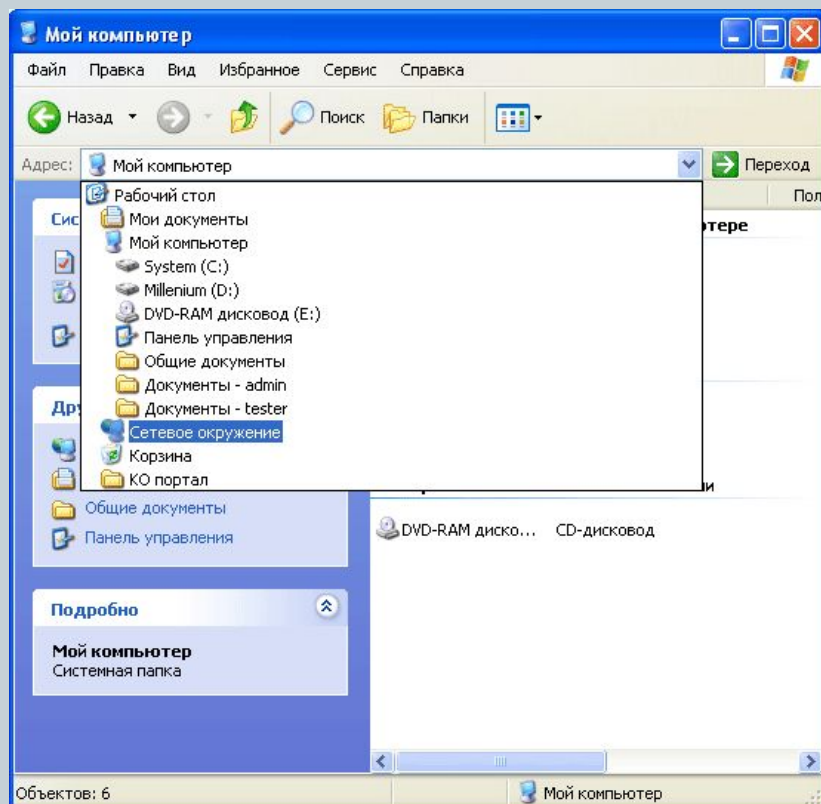 Мой компьютер
Файл Правка Вид Избранное Сервис Справка
Назад Поиск Папки
Адрес: Мой компьютер Переход
Рабочий стол
Мои документы
Мой компьютер
System (C:)
Millenium (D:)
DVD-RAM дисковод (E:)
Панель управления
Общие документы
Документы - admin
Документы - tester
Сетевое окружение
Корзина
КО портал
Общие документы
Панель управления
DVD-RAM диско... CD-дисковод
Подробно
Мой компьютер
Системная папка
Объектов: 6 Мой компьютер